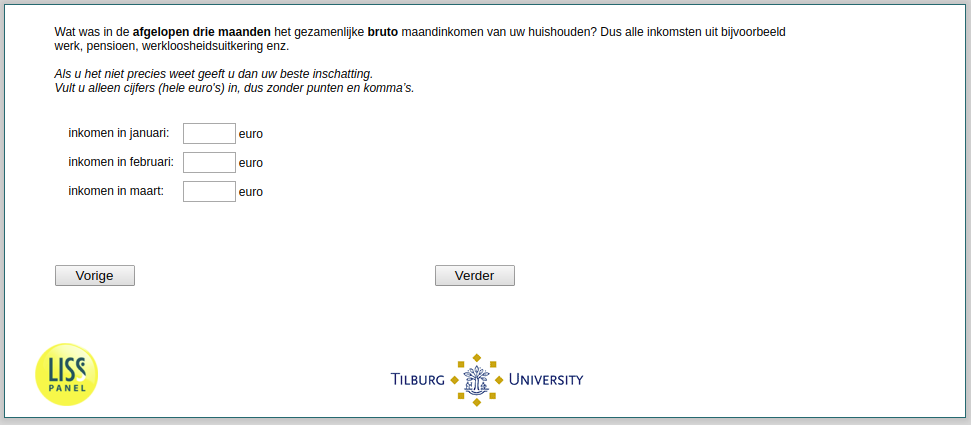 Wat was in de afgelopen drie maanden het gezamenlijke bruto maandinkomen van uw huishouden? Dus alle inkomsten uit bijvoorbeeld
werk, pensioen, werkloosheidsuitkering enz.
Als u het niet precies weet geeft u dan uw beste inschatting.
Vult u alleen cijfers (hele euro's) in, dus zonder punten en komma's.
inkomen in januari: euro
inkomen in februari: euro
inkomen in maart: euro
Vorige Verder
LISS
PANEL
TILBURG UNIVERSITY